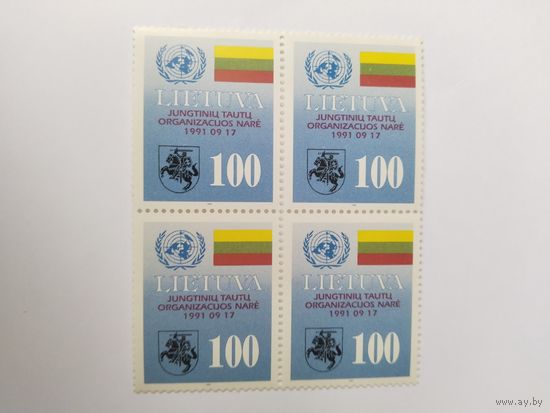 LIETUVA
JUNGTINIŲ TAUTŲ
ORGANIZACIJOS NARĖ
1991 09 17
100
LIETUVA
JUNGTINIŲ TAUTŲ
ORGANIZACIJOS NARĖ
1991 09 17
100
LIETUVA
JUNGTINIŲ TAUTŲ
ORGANIZACIJOS NARĖ
1991 09 17
100
LIETUVA
JUNGTINIŲ TAUTŲ
ORGANIZACIJOS NARĖ
1991 09 17
100
www.ay.by